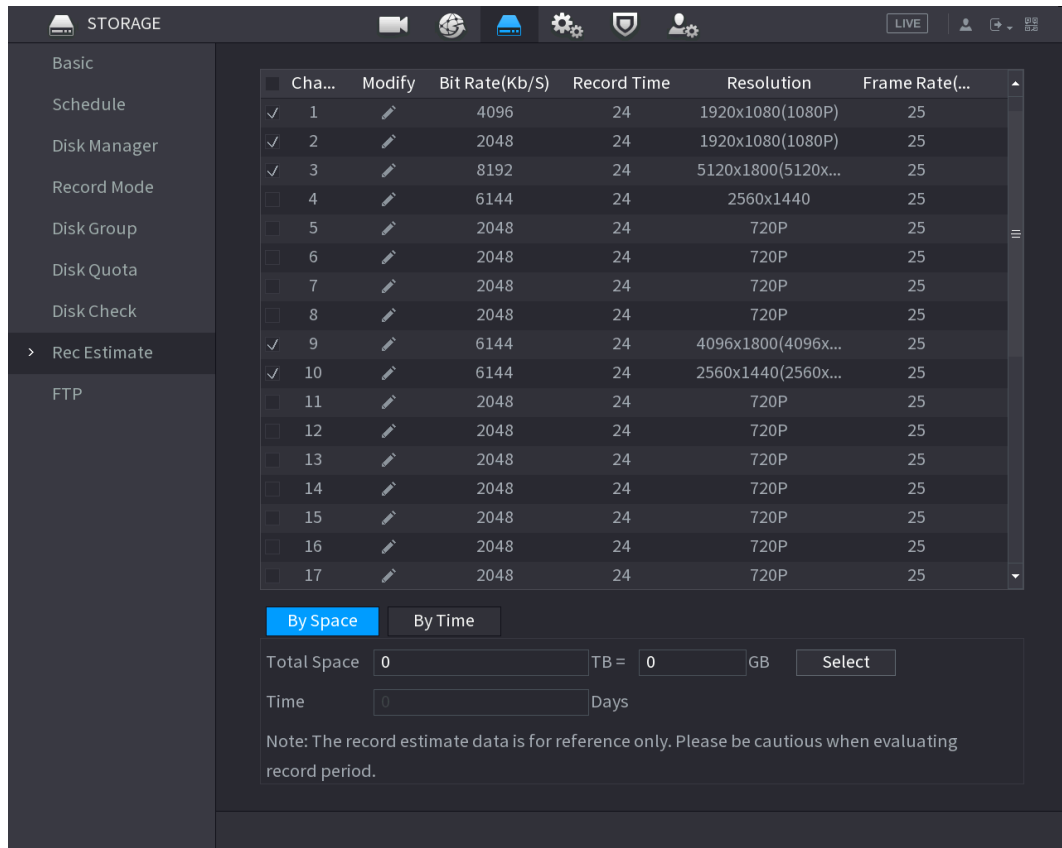 STORAGE LIVE
Basic
Schedule
Disk Manager
Record Mode
Disk Group
Disk Quota
Disk Check
Rec Estimate
FTP
Cha... Modify Bit Rate(Kb/S) Record Time Resolution Frame Rate(...
1 4096 24 1920x1080(1080P) 25
2 2048 24 1920x1080(1080P) 25
3 8192 24 5120x1800(5120x... 25
4 6144 24 2560x1440 25
5 2048 24 720P 25
6 2048 24 720P 25
7 2048 24 720P 25
8 2048 24 720P 25
9 6144 24 4096x1800(4096x... 25
10 6144 24 2560x1440(2560x... 25
11 2048 24 720P 25
12 2048 24 720P 25
13 2048 24 720P 25
14 2048 24 720P 25
15 2048 24 720P 25
16 2048 24 720P 25
17 2048 24 720P 25
By Space By Time
Total Space 0 TB = 0 GB Select
Time 0 Days
Note: The record estimate data is for reference only. Please be cautious when evaluating
record period.